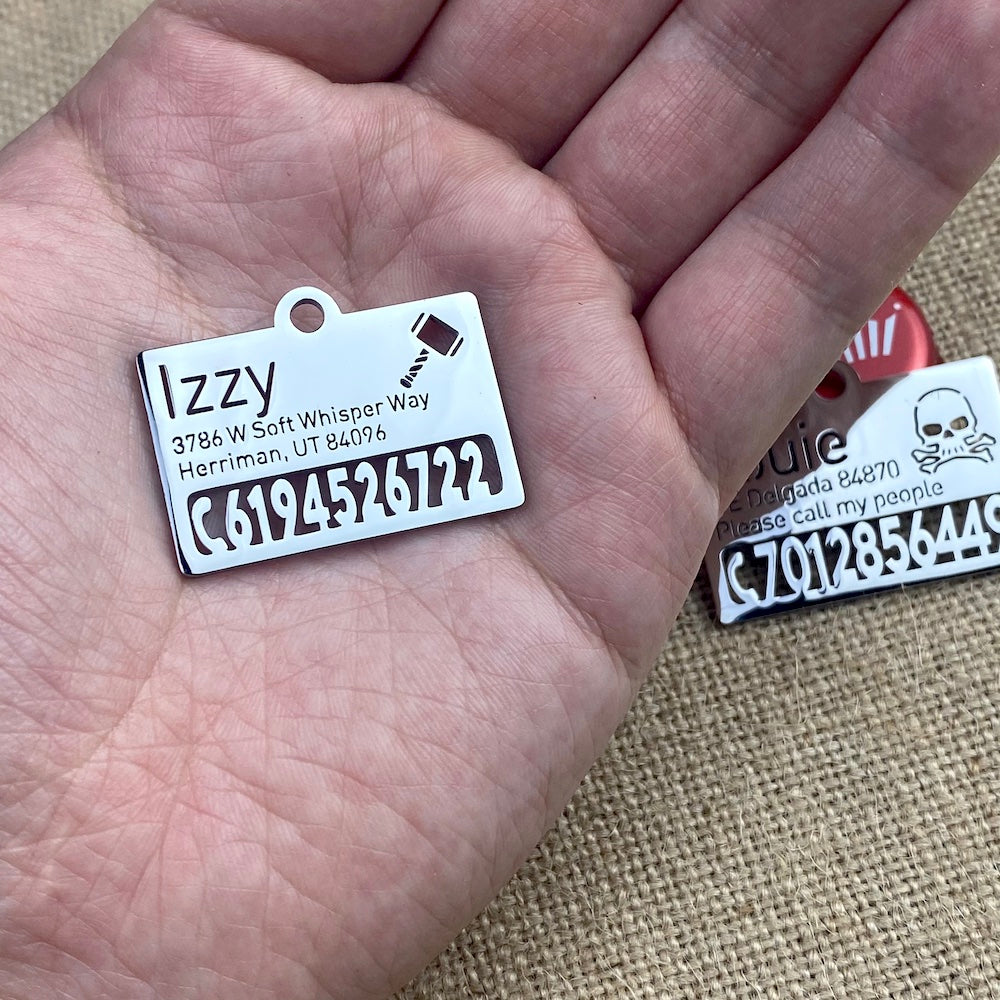 Izzy
3786 W Soft Whisper Way
Herriman, UT 84096
6194526722
Delgada 84870
Please call my people
7012856449